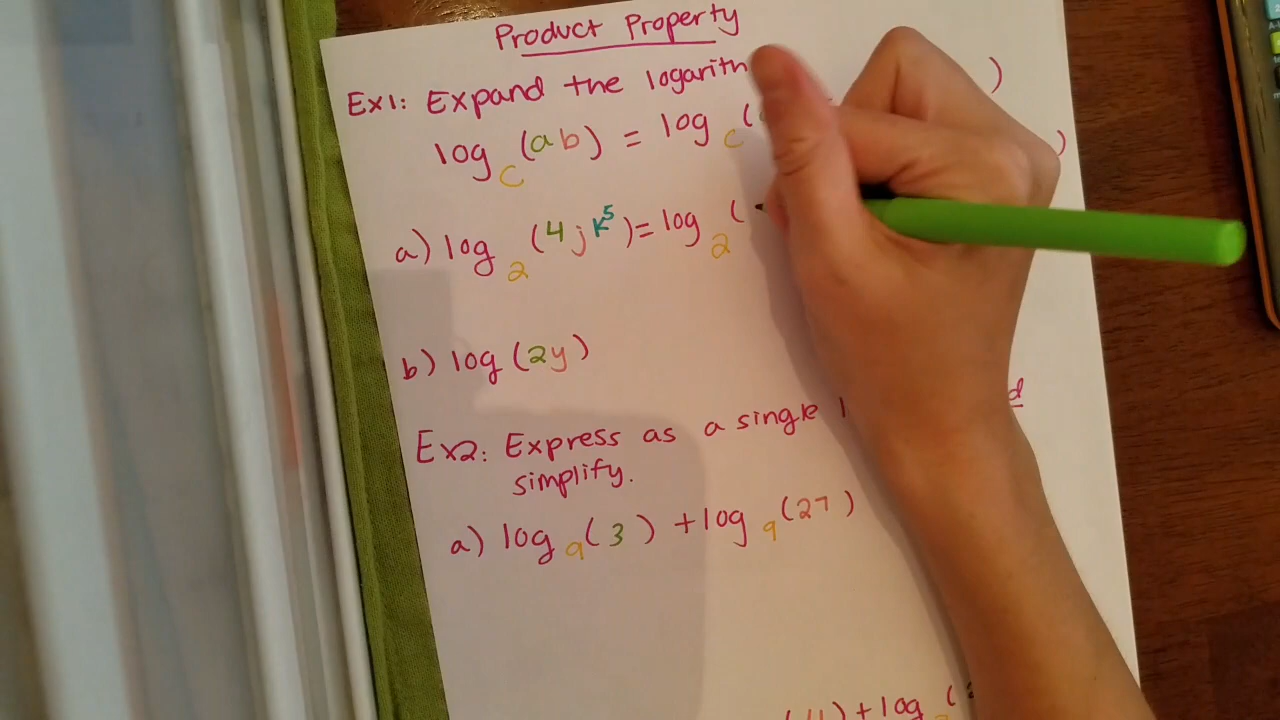 Product Property
Ex1: Expand the
log c (ab) = log c (
)
a) log 2 (4jk⁵) = log 2 (
)
b) log (2y)
Ex2: Express as a single
simplify.
a) log 9 (3) + log 9 (27)
) + log